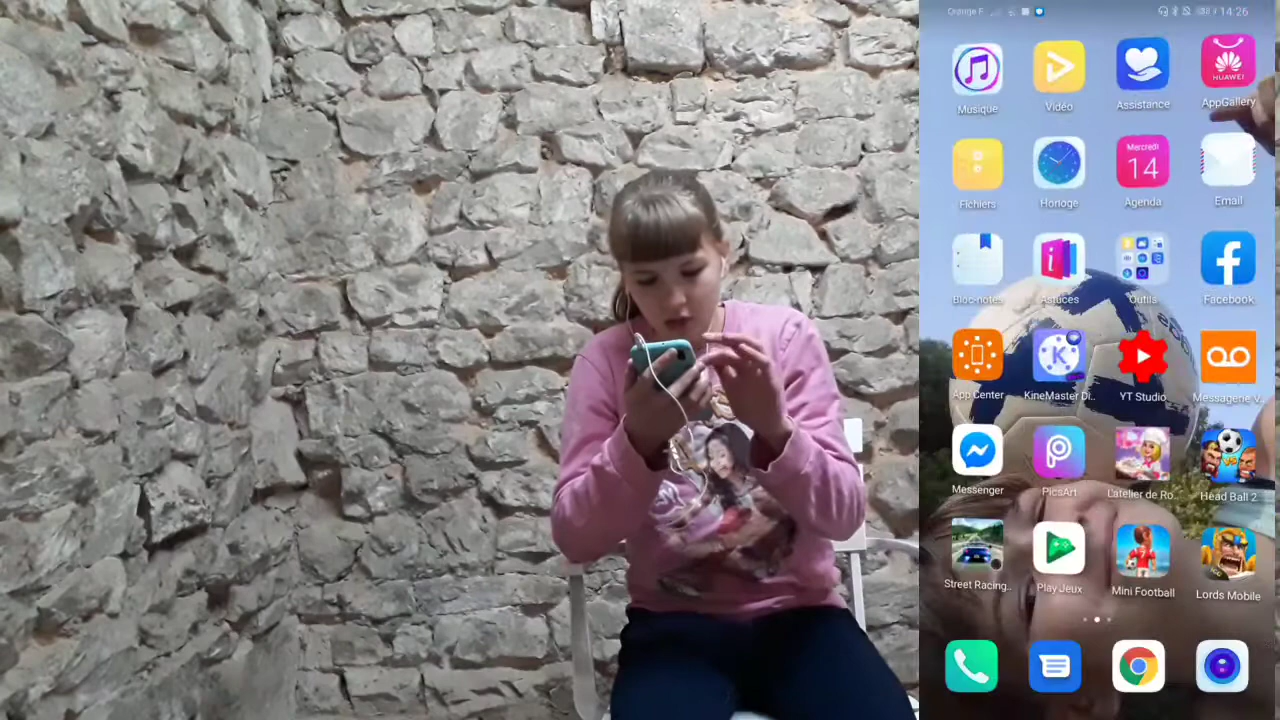 Orange F 14:26
Musique Vidéo Assistance AppGallery
HUAWEI
Mercredi
14
Fichiers Horloge Agenda Email
Bloc-note.. Astuces Outils Facebook
App Center KineMaster Di.. YT Studio Messagerie V..
Messenger PicsArt L'atelier de Ro.. Head Ball 2
Street Racing.. Play Jeux Mini Football Lords Mobile